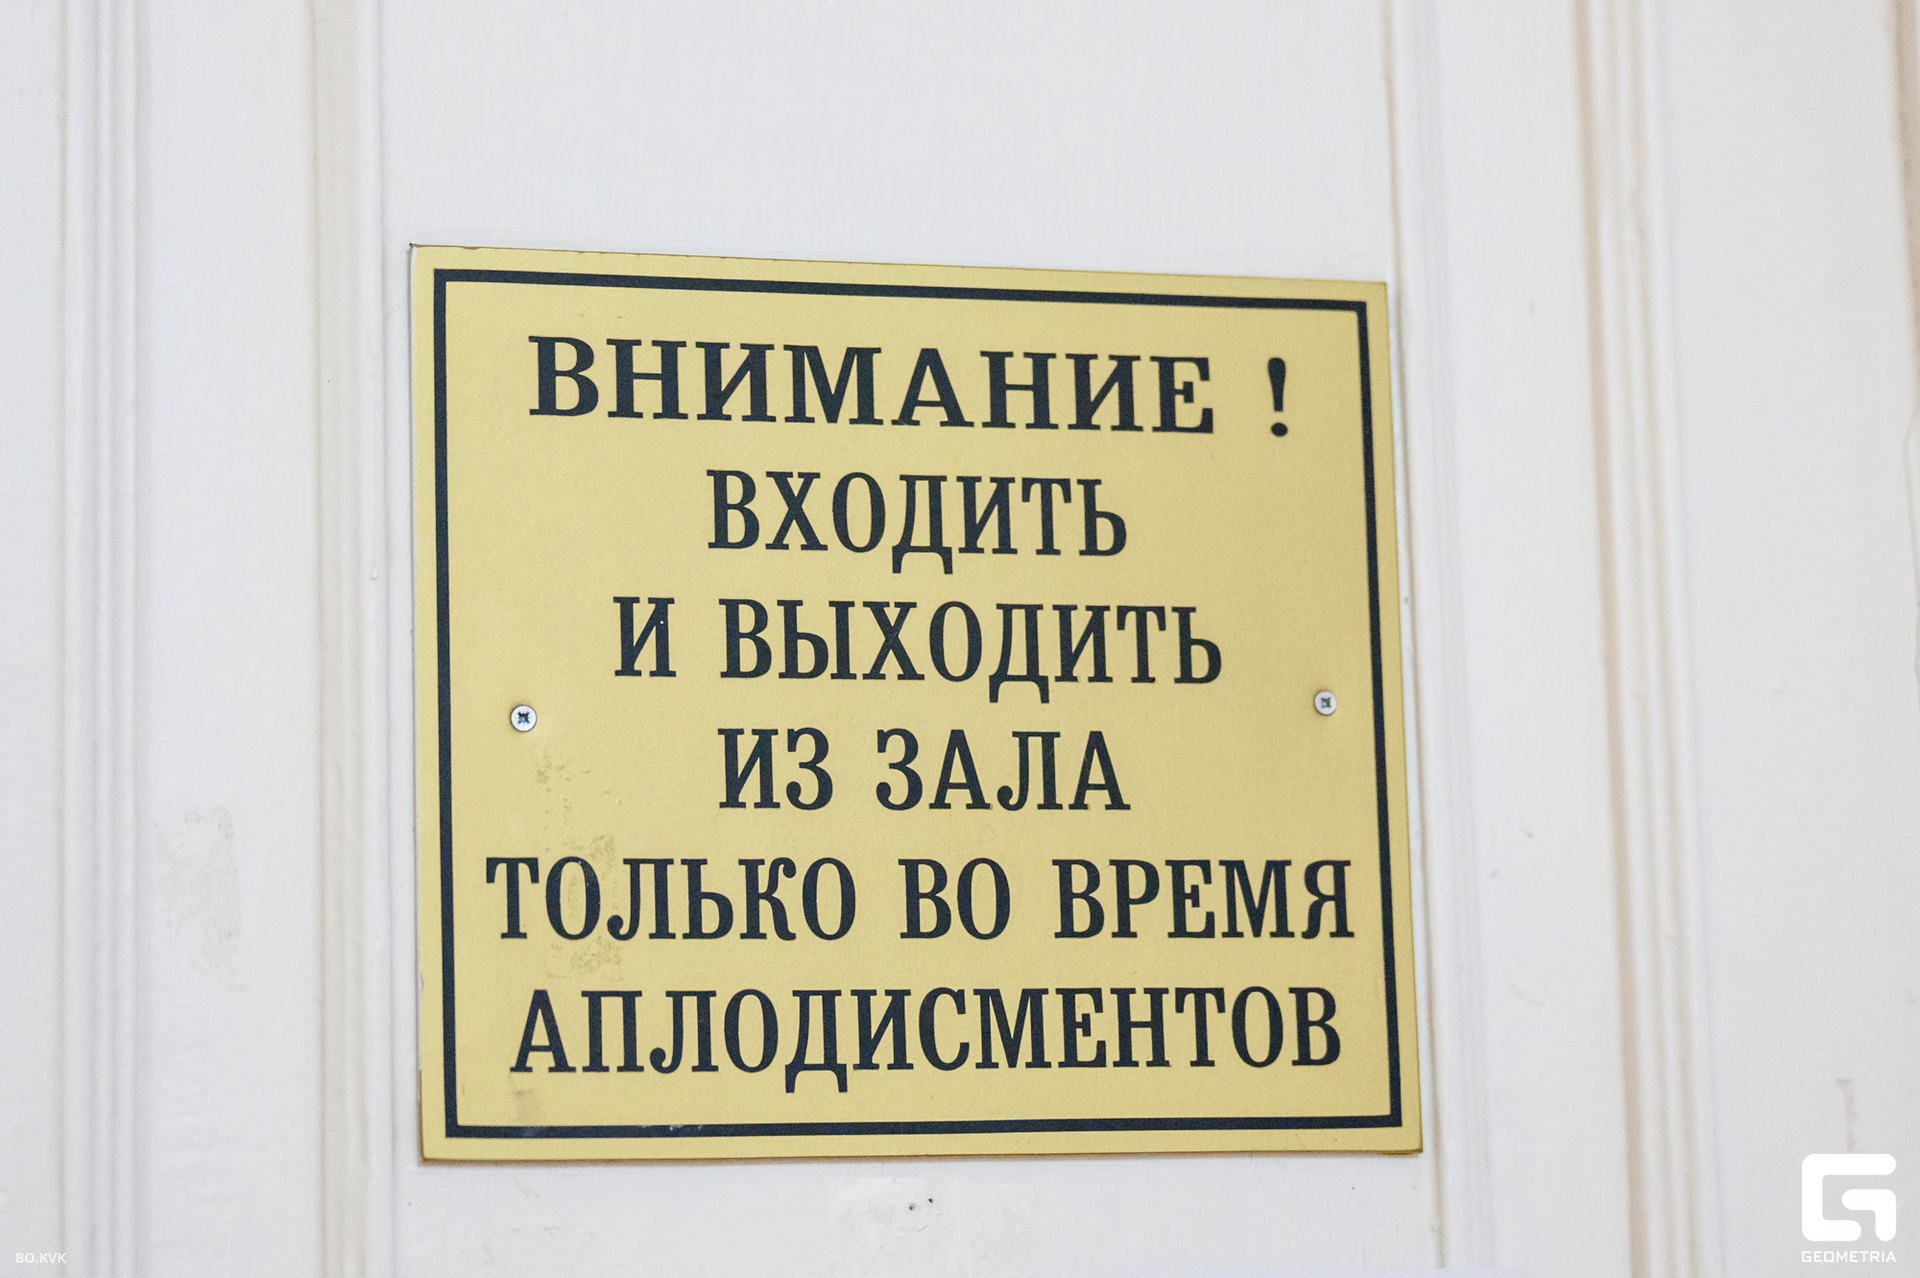 ВНИМАНИЕ !
ВХОДИТЬ
И ВЫХОДИТЬ
ИЗ ЗАЛА
ТОЛЬКО ВО ВРЕМЯ
АПЛОДИСМЕНТОВ
BO.KVK
GEOMETRIA